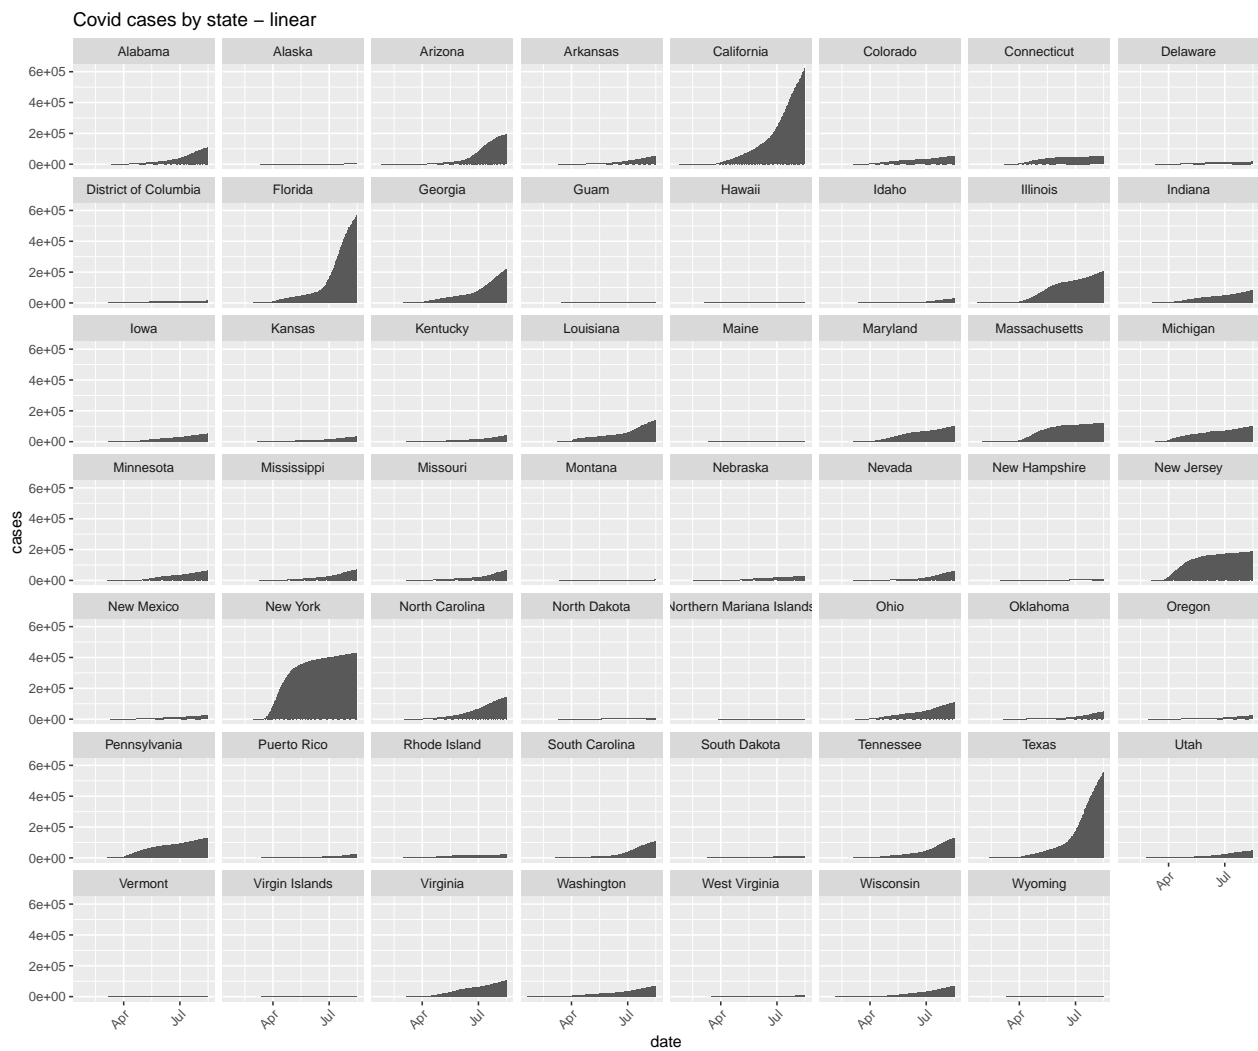 Covid cases by state – linear
Alabama Alaska Arizona Arkansas California Colorado Connecticut Delaware
6e+05
4e+05
2e+05
0e+00
District of Columbia Florida Georgia Guam Hawaii Idaho Illinois Indiana
6e+05
4e+05
2e+05
0e+00
Iowa Kansas Kentucky Louisiana Maine Maryland Massachusetts Michigan
6e+05
4e+05
2e+05
0e+00
Minnesota Mississippi Missouri Montana Nebraska Nevada New Hampshire New Jersey
6e+05
4e+05
2e+05
0e+00
cases
New Mexico New York North Carolina North Dakota Northern Mariana Islands Ohio Oklahoma Oregon
6e+05
4e+05
2e+05
0e+00
Pennsylvania Puerto Rico Rhode Island South Carolina South Dakota Tennessee Texas Utah
6e+05
4e+05
2e+05
0e+00
Apr Jul
Vermont Virgin Islands Virginia Washington West Virginia Wisconsin Wyoming
6e+05
4e+05
2e+05
0e+00
Apr Jul Apr Jul Apr Jul Apr Jul Apr Jul Apr Jul Apr Jul
date